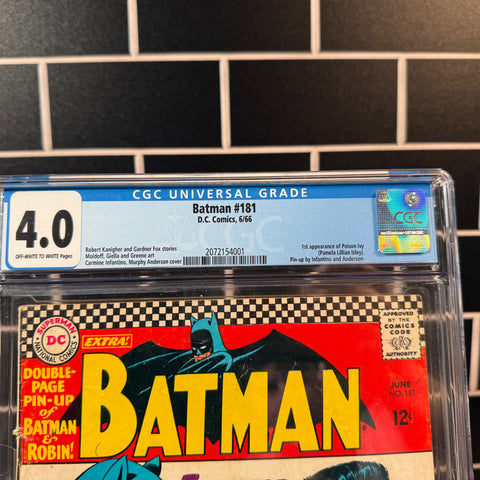 CGC UNIVERSAL GRADE
4.0
OFF-WHITE TO WHITE Pages
Batman #181
D.C. Comics, 6/66
Robert Kanigher and Gardner Fox stories
Moldoff, Giella and Greene art
Carmine Infantino, Murphy Anderson cover
2072154001
1st appearance of Poison Ivy
(Pamela Lillian Isley).
Pin-up by Infantino and Anderson.
CGC
SUPERMAN
DC
NATIONAL COMICS
EXTRA!
DOUBLE-
PAGE
PIN-UP
OF
BATMAN
&
ROBIN!
BATMAN
APPROVED
BY THE
COMICS
CODE
AUTHORITY
JUNE
NO. 181
12¢